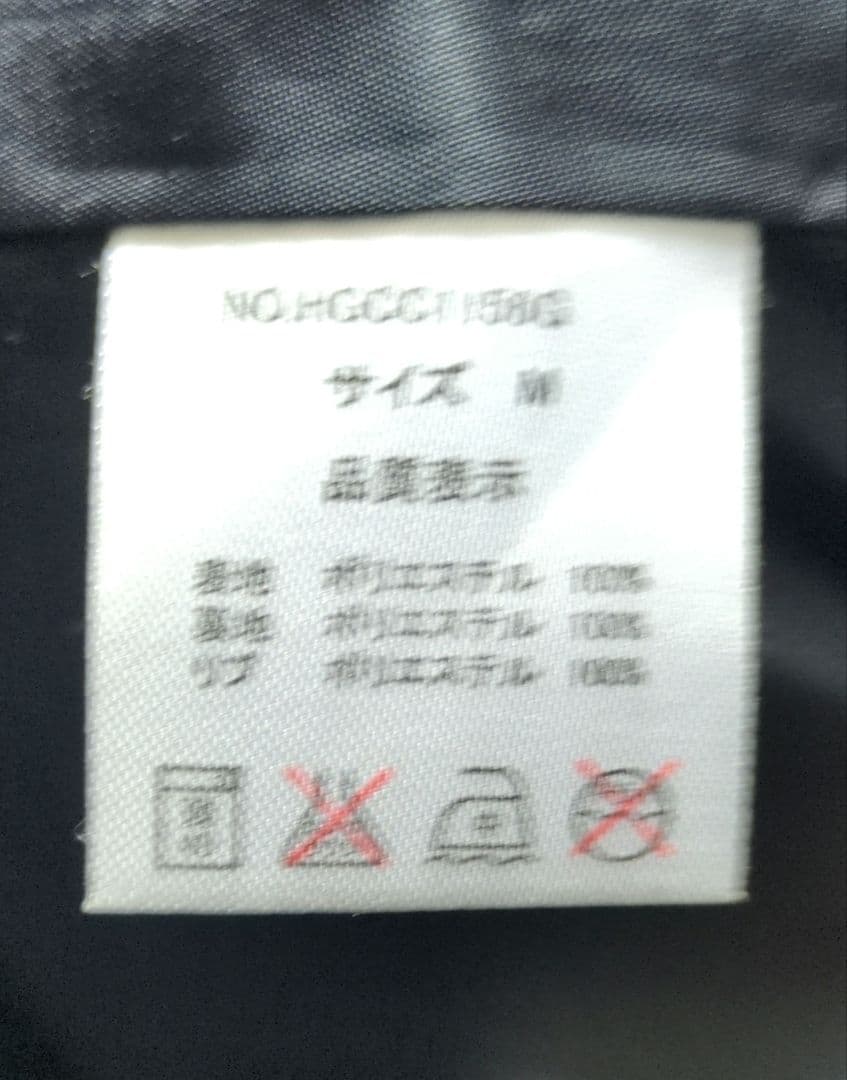 サイズ M
品質表示
表地 ポリエステル 100%
裏地 ポリエステル 100%
リブ ポリエステル 100%